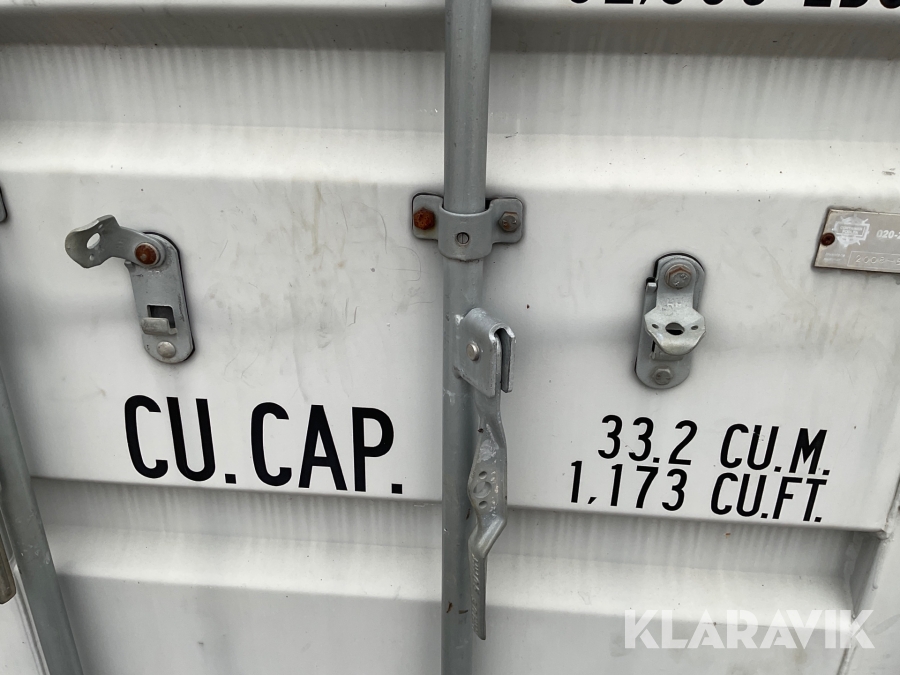 CU.CAP.
33.2 CU.M.
1,173 CU.FT.
KLARAVIK